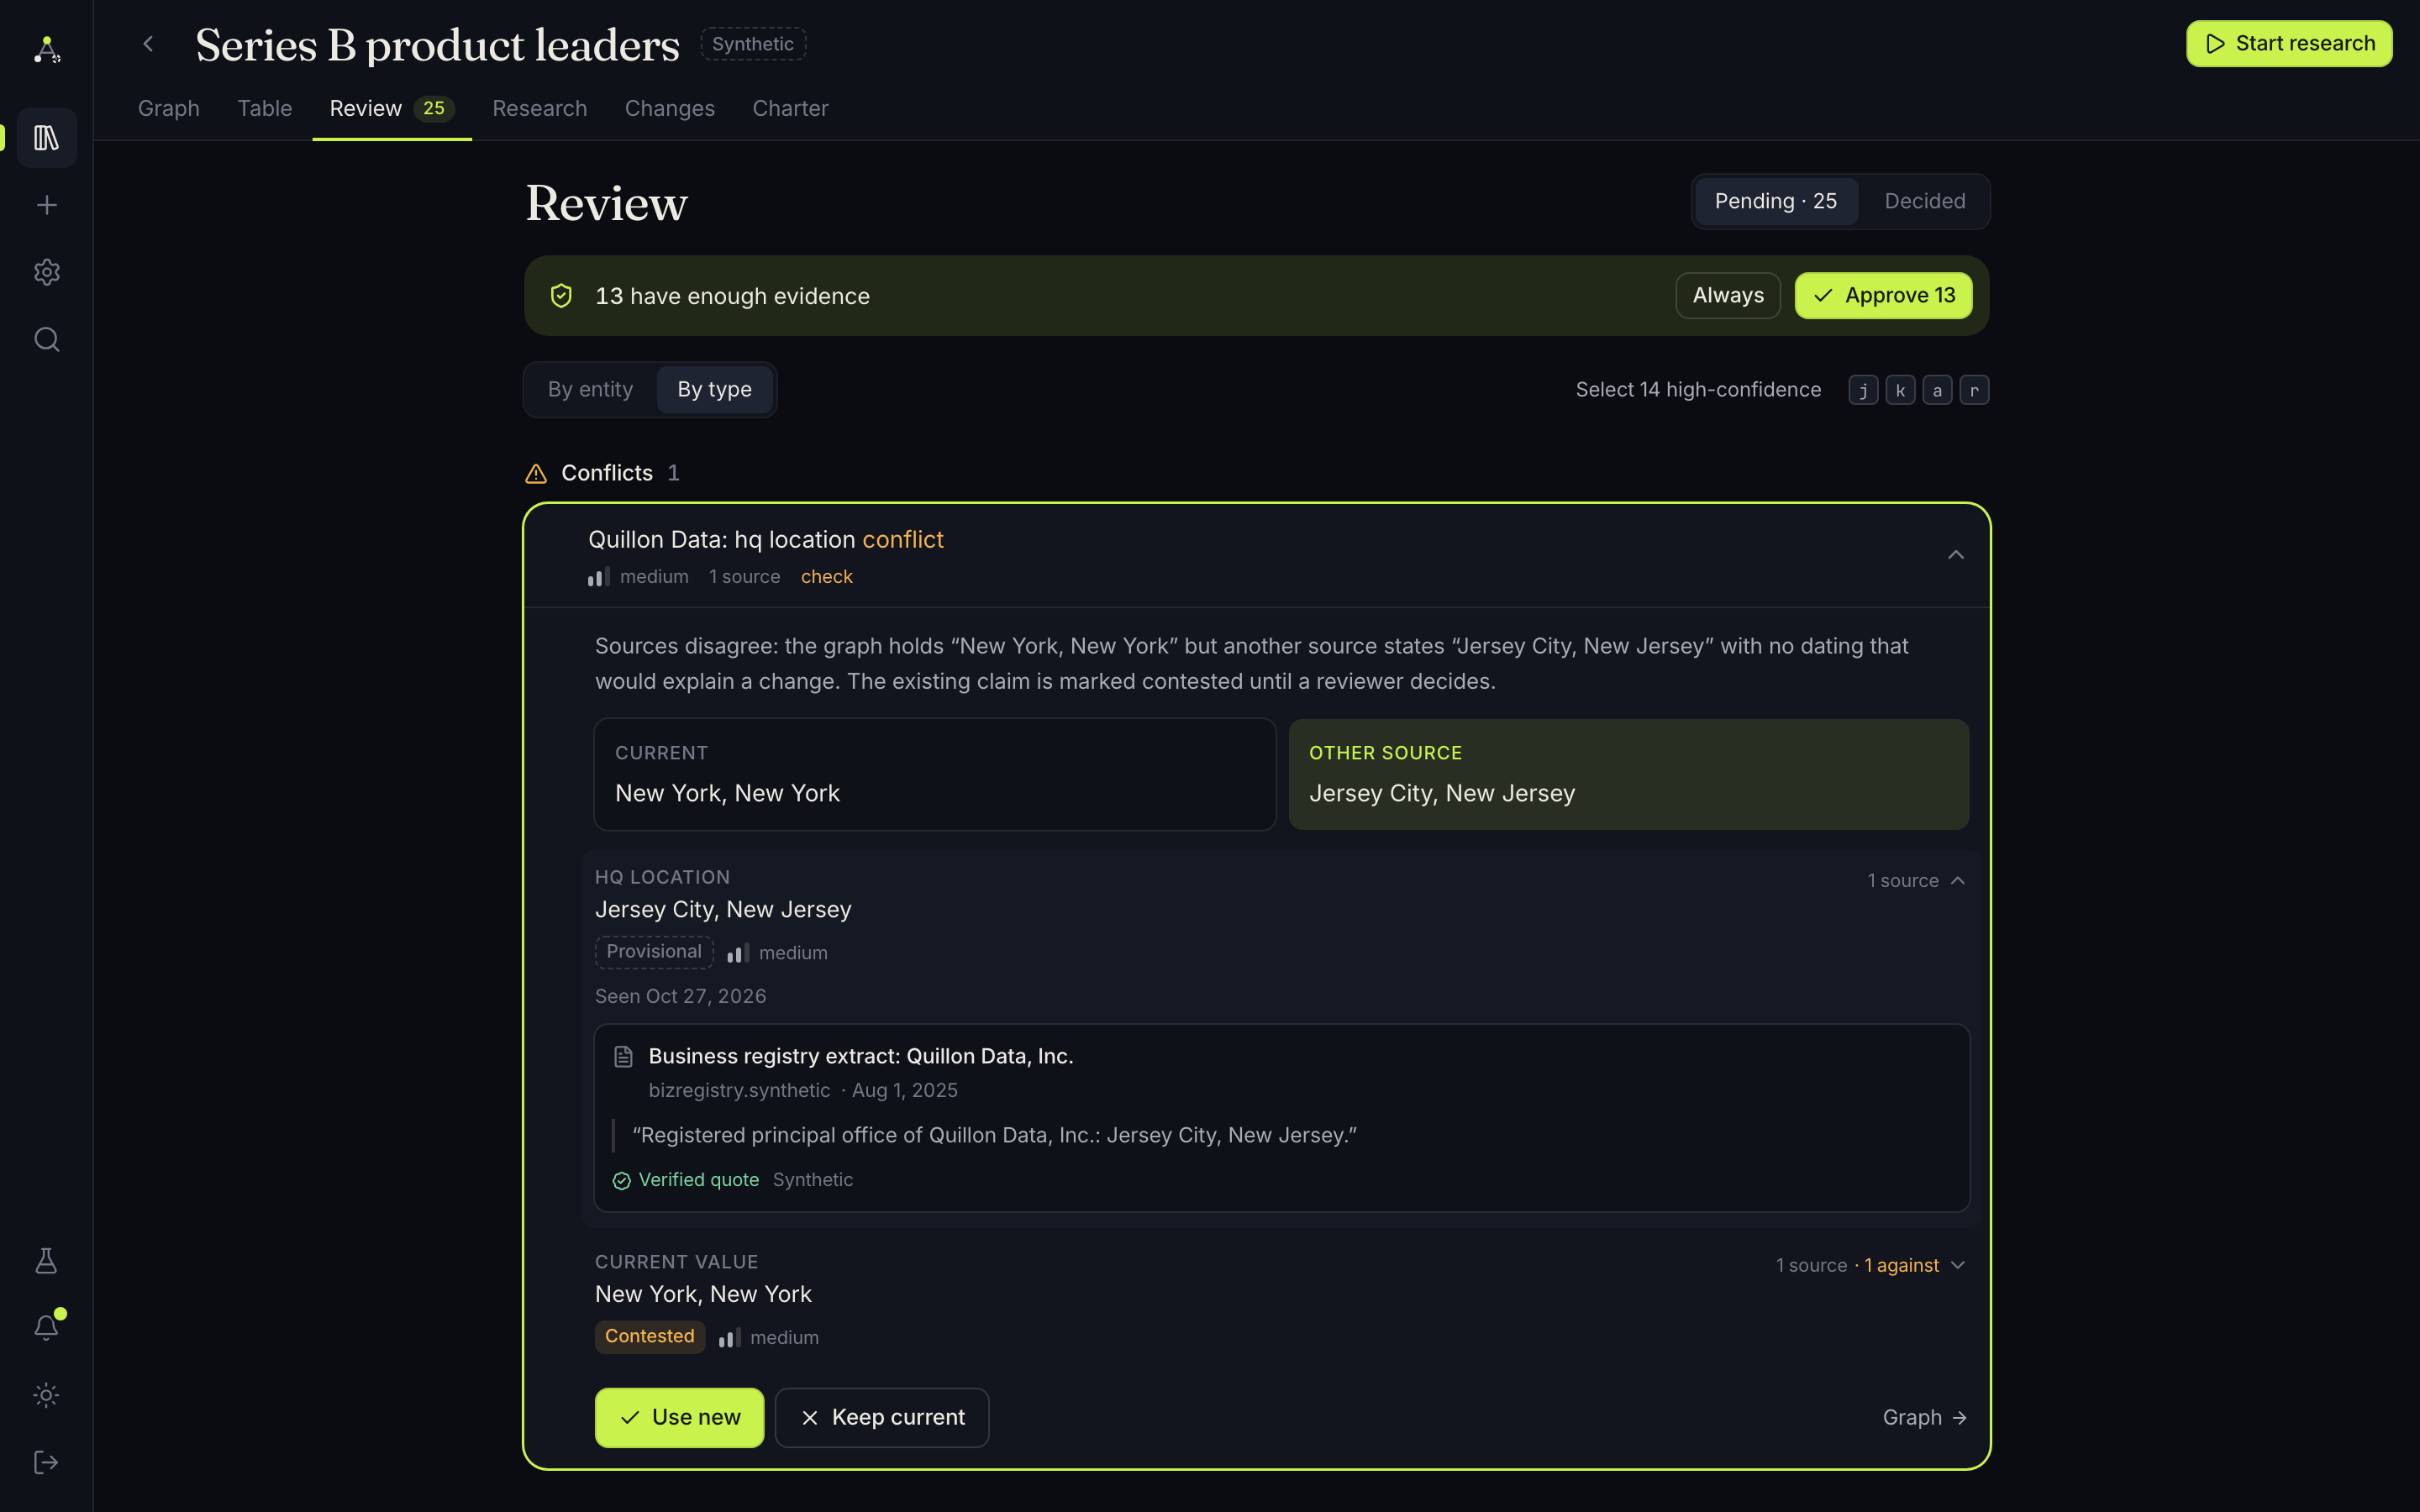 Series B product leaders
Synthetic
Start research
Graph
Table
Review 25
Research
Changes
Charter
Review
Pending · 25
Decided
13 have enough evidence
Always
Approve 13
By entity
By type
Select 14 high-confidence
j k a r
Conflicts 1
Quillon Data: hq location conflict
medium 1 source check
Sources disagree: the graph holds “New York, New York” but another source states “Jersey City, New Jersey” with no dating that
would explain a change. The existing claim is marked contested until a reviewer decides.
CURRENT
New York, New York
OTHER SOURCE
Jersey City, New Jersey
HQ LOCATION
1 source
Jersey City, New Jersey
Provisional medium
Seen Oct 27, 2026
Business registry extract: Quillon Data, Inc.
bizregistry.synthetic · Aug 1, 2025
“Registered principal office of Quillon Data, Inc.: Jersey City, New Jersey.”
Verified quote Synthetic
CURRENT VALUE
1 source · 1 against
New York, New York
Contested medium
Use new
Keep current
Graph →